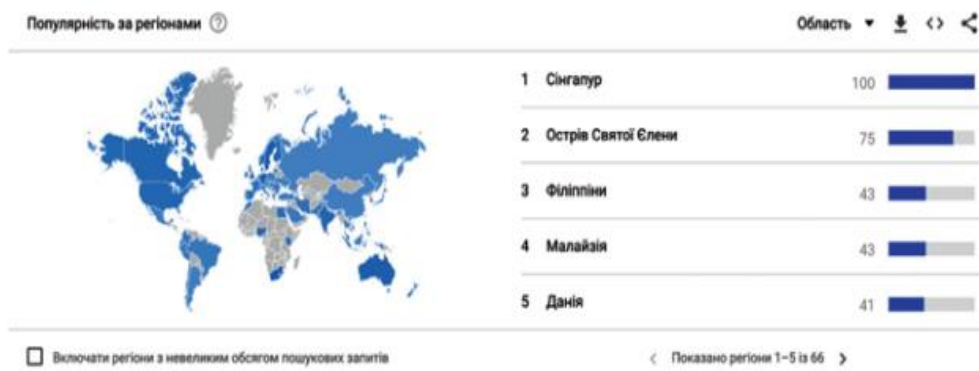 Популярність за регіонами
Область
1 Сінгапур 100
2 Острів Святої Єлени 75
3 Філіппіни 43
4 Малайзія 43
5 Данія 41
Включати регіони з невеликим обсягом пошукових запитів
Показано регіони 1–5 із 66